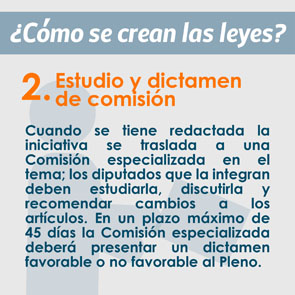 ¿Cómo se crean las leyes?
2. Estudio y dictamen
de comisión
Cuando se tiene redactada la
iniciativa se traslada a una
Comisión especializada en el
tema; los diputados que la integran
deben estudiarla, discutirla y
recomendar cambios a los
artículos. En un plazo máximo de
45 días la Comisión especializada
deberá presentar un dictamen
favorable o no favorable al Pleno.